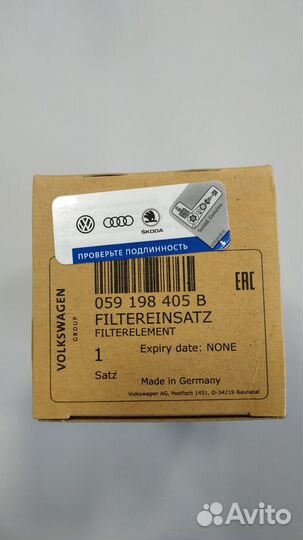 ŠKODA
ПРОВЕРЬТЕ ПОДЛИННОСТЬ
VOLKSWAGEN
GROUP
EAC
059 198 405 B
FILTEREINSATZ
FILTERELEMENT
1 Expiry date: NONE
Satz Made in Germany
Volkswagen AG, Postfach 1451, D-34219 Baunatal
Avito